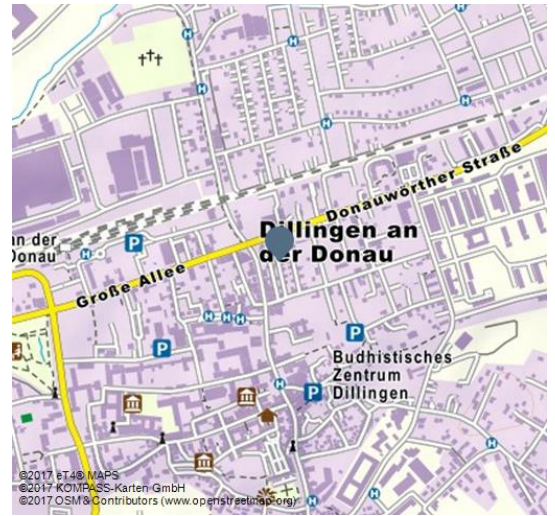 H
H
H
H
H
Donauwörther Straße
Dillingen an
der Donau
an der
Donau
H
P
Große Allee
H H H
P
P
Budhistisches
Zentrum
Dillingen
H
P
H
©2017 eT4® MAPS
©2017 KOMPASS-Karten GmbH
©2017 OSM & Contributors (www.openstreetmap.org)